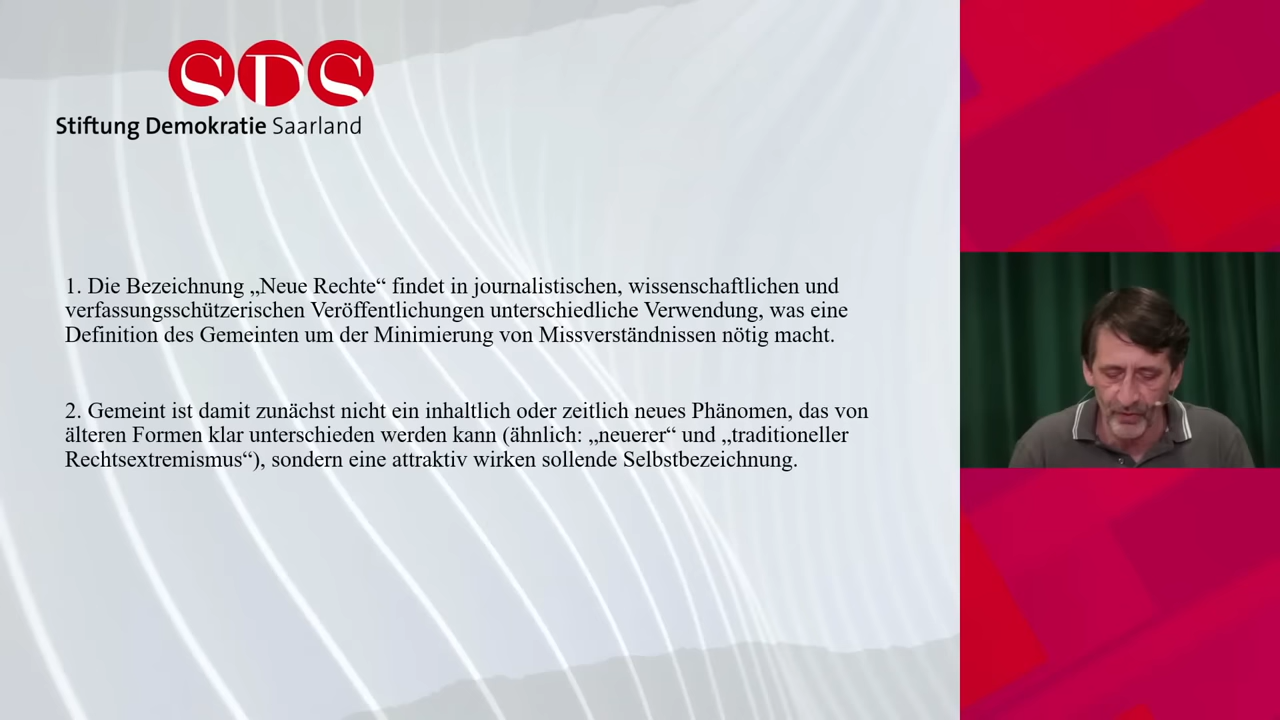 SDS
Stiftung Demokratie Saarland
1. Die Bezeichnung „Neue Rechte“ findet in journalistischen, wissenschaftlichen und
verfassungsschützerischen Veröffentlichungen unterschiedliche Verwendung, was eine
Definition des Gemeinten um der Minimierung von Missverständnissen nötig macht.
2. Gemeint ist damit zunächst nicht ein inhaltlich oder zeitlich neues Phänomen, das von
älteren Formen klar unterschieden werden kann (ähnlich: „neuerer“ und „traditioneller
Rechtsextremismus“), sondern eine attraktiv wirken sollende Selbstbezeichnung.